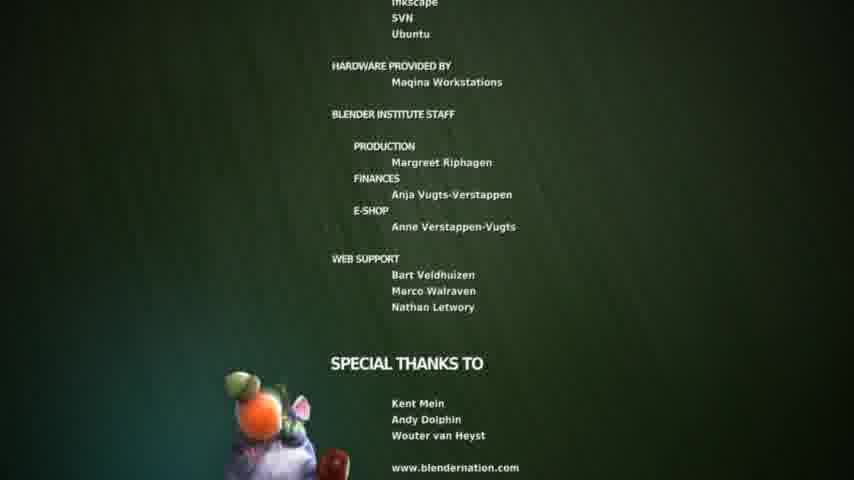 Inkscape
SVN
Ubuntu
HARDWARE PROVIDED BY
Maqina Workstations
BLENDER INSTITUTE STAFF
PRODUCTION
Margreet Riphagen
FINANCES
Anja Vugts-Verstappen
E-SHOP
Anne Verstappen-Vugts
WEB SUPPORT
Bart Veldhuizen
Marco Walraven
Nathan Letwory
SPECIAL THANKS TO
Kent Mein
Andy Dolphin
Wouter van Heyst
www.blendernation.com